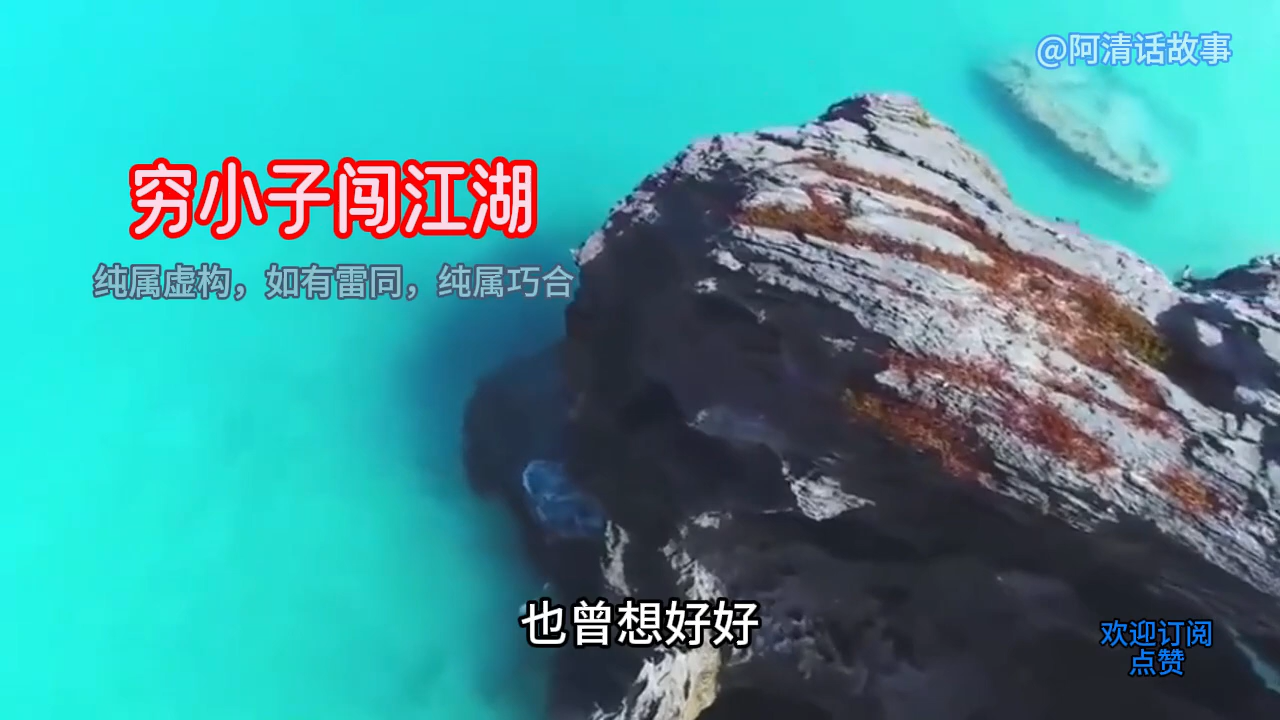 @阿清话故事
穷小子闯江湖
纯属虚构，如有雷同，纯属巧合
也曾想好好
欢迎订阅
点赞